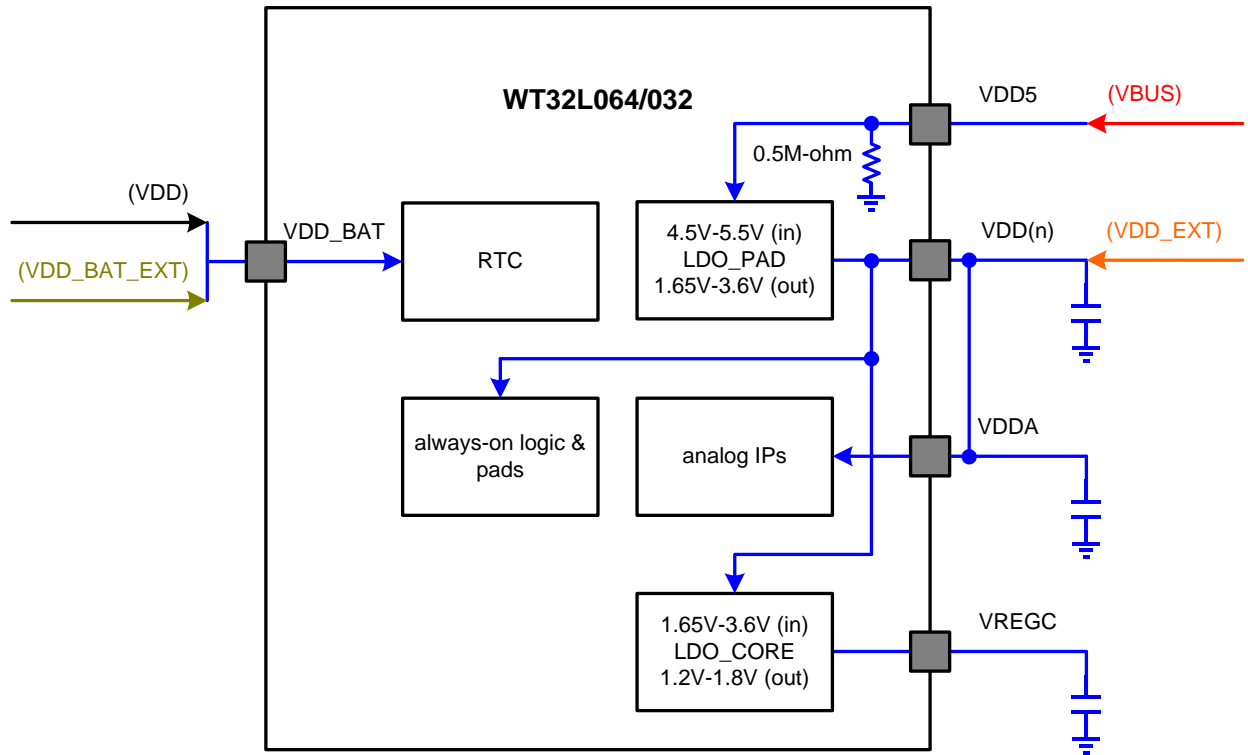 WT32L064/032
VDD5
(VBUS)
0.5M-ohm
(VDD)
VDD_BAT
(VDD_BAT_EXT)
RTC
4.5V-5.5V (in)
LDO_PAD
1.65V-3.6V (out)
VDD(n)
(VDD_EXT)
always-on logic &
pads
analog IPs
VDDA
1.65V-3.6V (in)
LDO_CORE
1.2V-1.8V (out)
VREGC